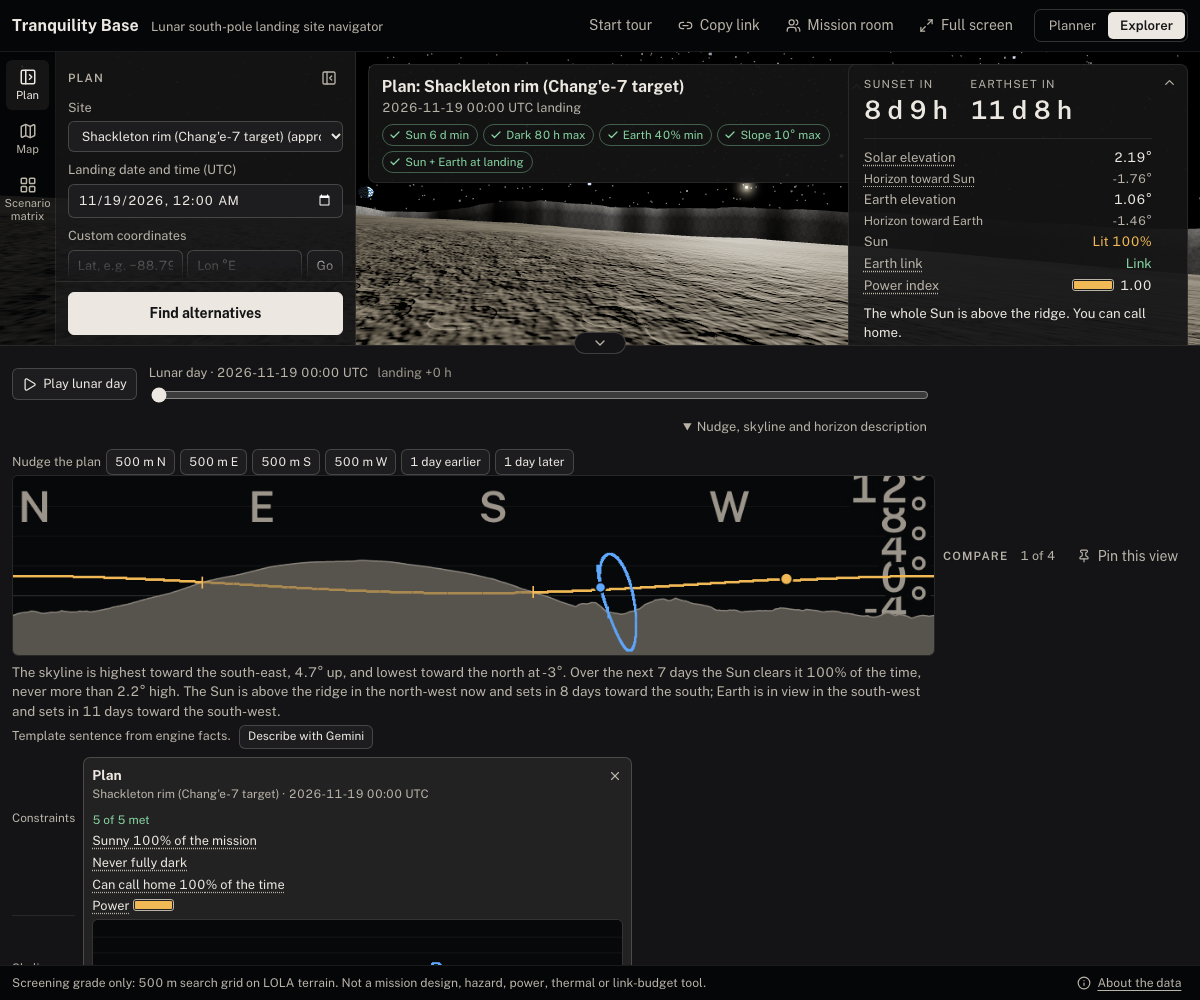 Tranquility Base Lunar south-pole landing site navigator Start tour Copy link Mission room Full screen Planner Explorer
Plan
Map
Scenario
matrix
PLAN
Site
Shackleton rim (Chang'e-7 target) (appro
Landing date and time (UTC)
11/19/2026, 12:00 AM
Custom coordinates
Lat, e.g. -88.79 Lon °E Go
Find alternatives
Plan: Shackleton rim (Chang'e-7 target)
2026-11-19 00:00 UTC landing
Sun 6 d min Dark 80 h max Earth 40% min Slope 10° max
Sun + Earth at landing
SUNSET IN EARTHSET IN
8 d 9 h 11 d 8 h
Solar elevation 2.19°
Horizon toward Sun -1.76°
Earth elevation 1.06°
Horizon toward Earth -1.46°
Sun Lit 100%
Earth link Link
Power index 1.00
The whole Sun is above the ridge. You can call
home.
Play lunar day
Lunar day · 2026-11-19 00:00 UTC landing +0 h
▼ Nudge, skyline and horizon description
Nudge the plan 500 m N 500 m E 500 m S 500 m W 1 day earlier 1 day later
N E S W
12°
8°
4°
0°
-4°
COMPARE 1 of 4 Pin this view
The skyline is highest toward the south-east, 4.7° up, and lowest toward the north at -3°. Over the next 7 days the Sun clears it 100% of the time,
never more than 2.2° high. The Sun is above the ridge in the north-west now and sets in 8 days toward the south; Earth is in view in the south-west
and sets in 11 days toward the south-west.
Template sentence from engine facts. Describe with Gemini
Plan
Shackleton rim (Chang'e-7 target) · 2026-11-19 00:00 UTC
Constraints
5 of 5 met
Sunny 100% of the mission
Never fully dark
Can call home 100% of the time
Power
Screening grade only: 500 m search grid on LOLA terrain. Not a mission design, hazard, power, thermal or link-budget tool. About the data